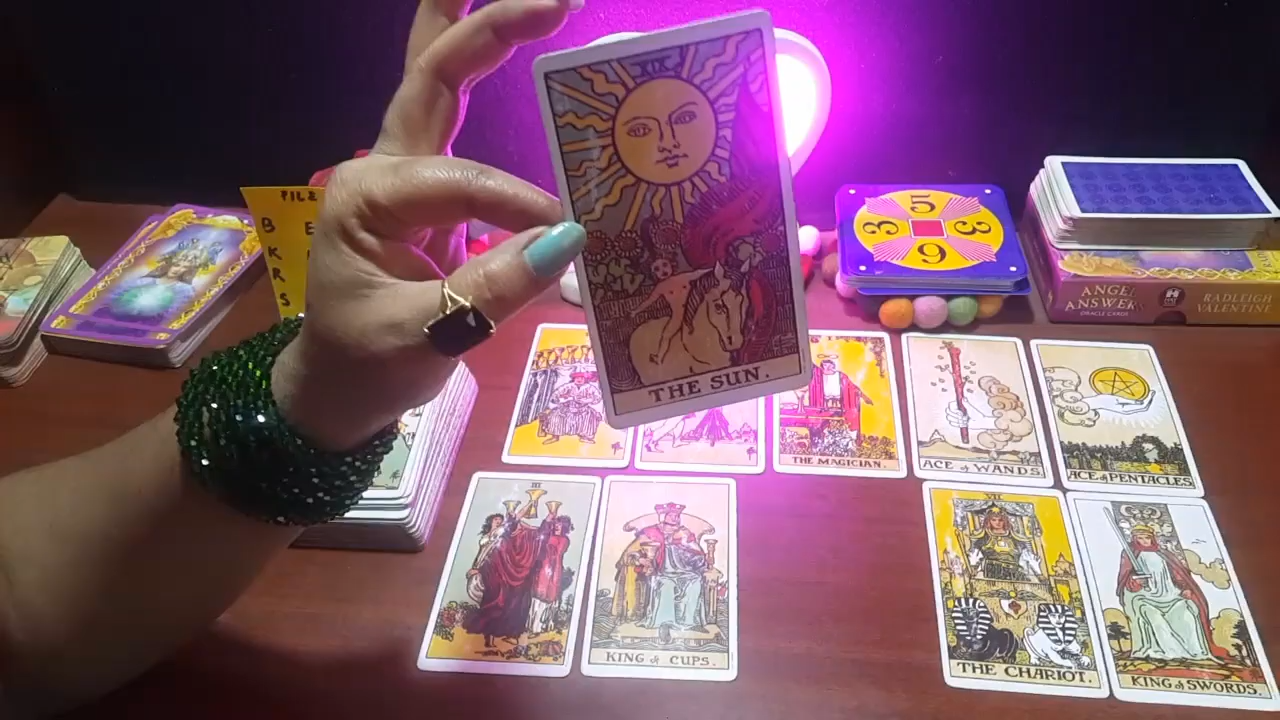 XIX
THE SUN.
B
E
K
R
S
5
3
3
6
ANGEL
ANSWERS
ORACLE CARDS
RADLEIGH
VALENTINE
THE MAGICIAN.
ACE of WANDS.
ACE of PENTACLES
III
KING of CUPS.
VII
THE CHARIOT.
KING of SWORDS.